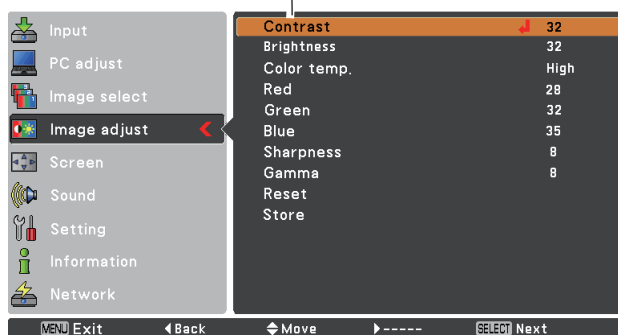 Input
PC adjust
Image select
Image adjust
Screen
Sound
Setting
Information
Network
Contrast 32
Brightness 32
Color temp. High
Red 28
Green 32
Blue 35
Sharpness 8
Gamma 8
Reset
Store
MENU Exit Back Move ----- SELECT Next